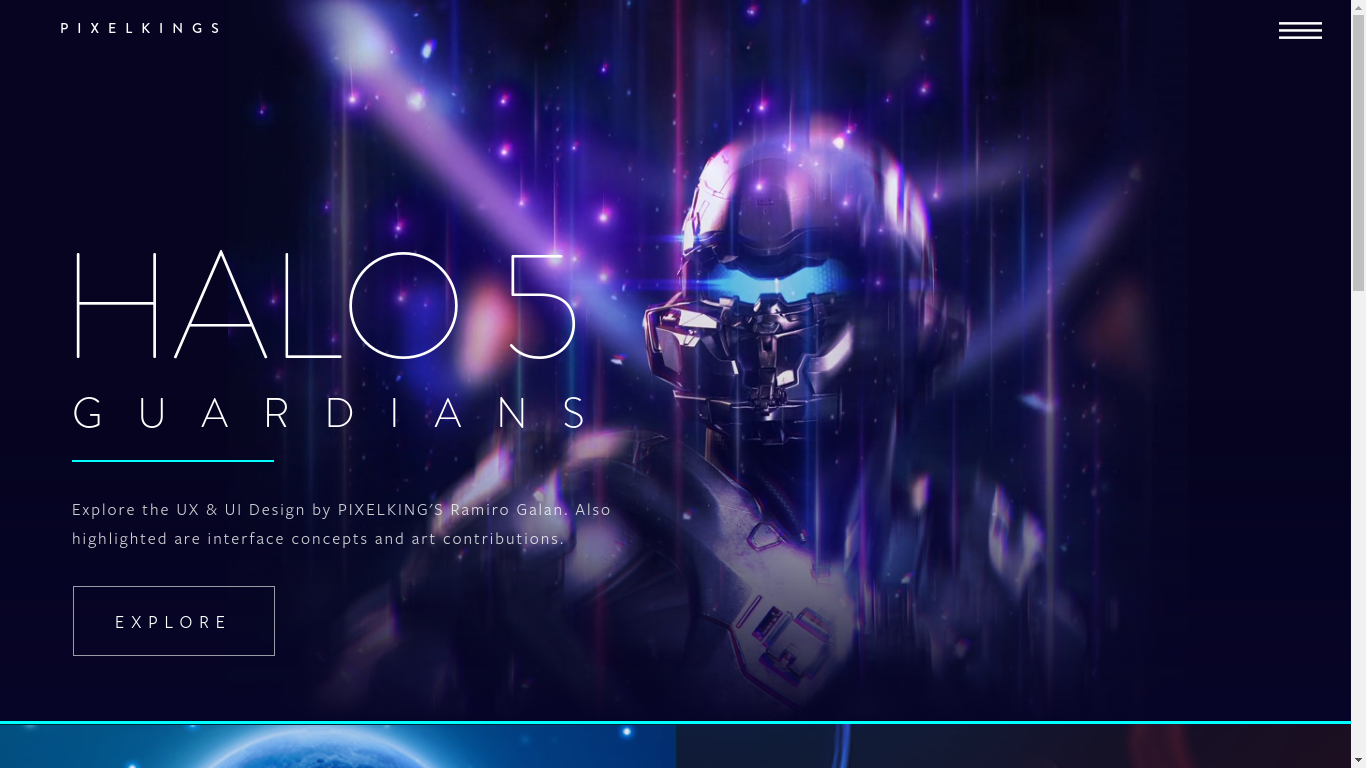 PIXELKINGS
HALO 5
GUARDIANS
Explore the UX & UI Design by PIXELKING'S Ramiro Galan. Also
highlighted are interface concepts and art contributions.
EXPLORE